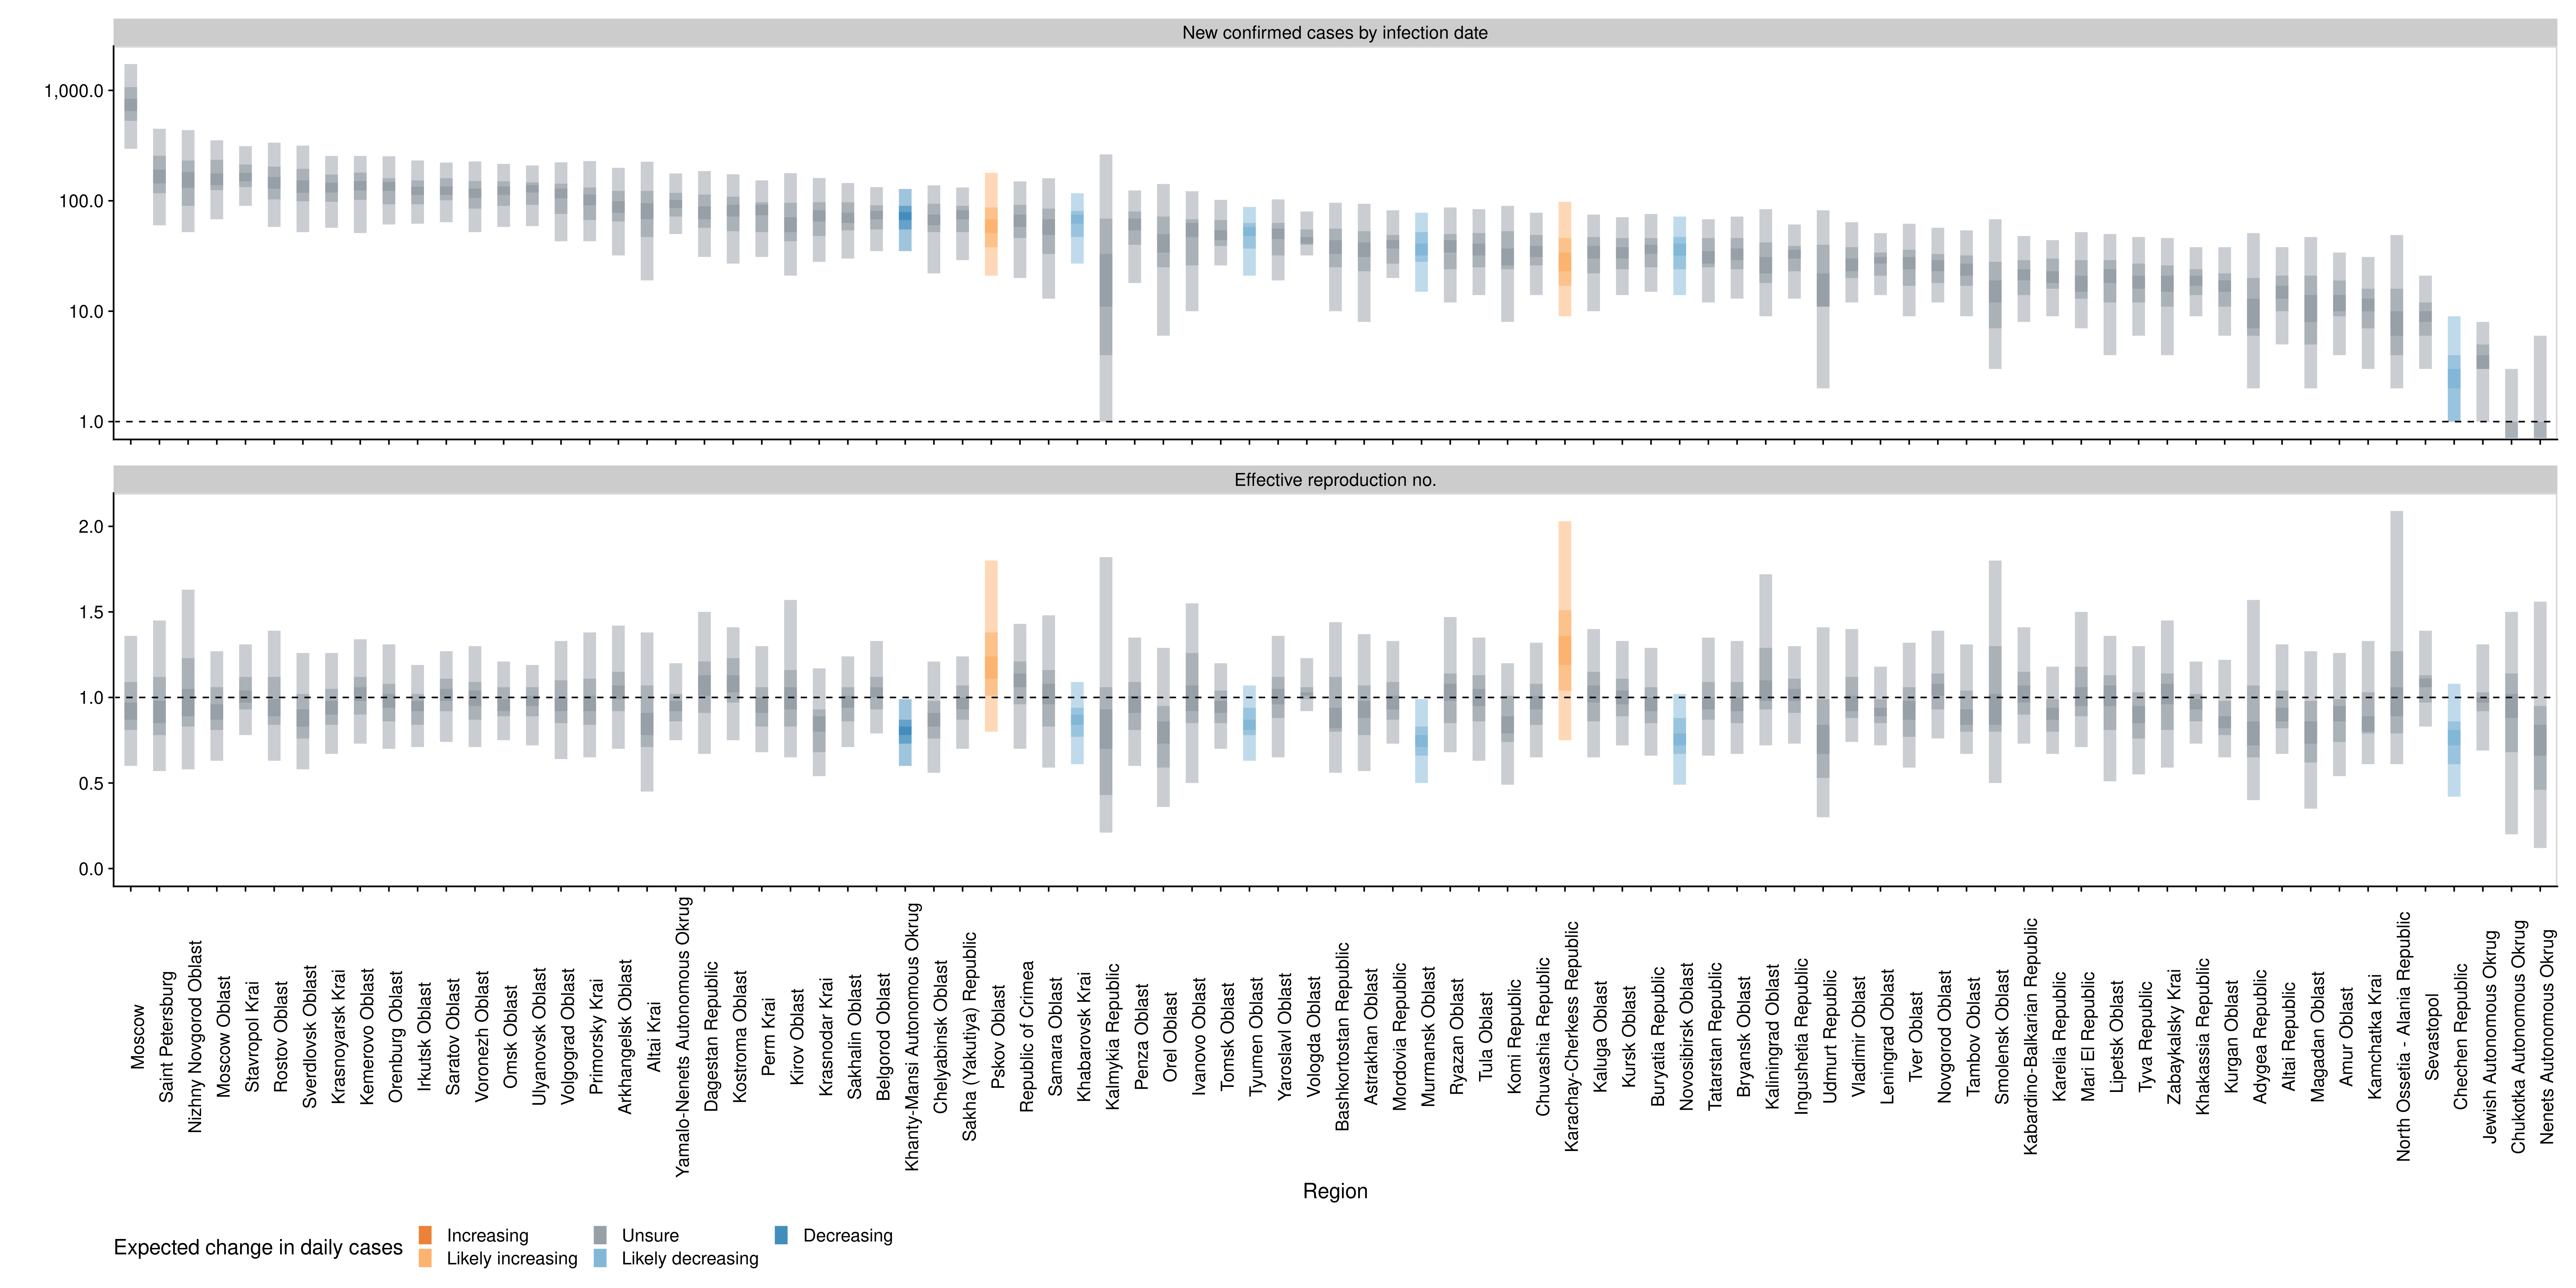 New confirmed cases by infection date
1,000.0
100.0
10.0
1.0
Effective reproduction no.
2.0
1.5
1.0
0.5
0.0
Moscow
Saint Petersburg
Nizhny Novgorod Oblast
Moscow Oblast
Stavropol Krai
Rostov Oblast
Sverdlovsk Oblast
Krasnoyarsk Krai
Kemerovo Oblast
Orenburg Oblast
Irkutsk Oblast
Saratov Oblast
Voronezh Oblast
Omsk Oblast
Ulyanovsk Oblast
Volgograd Oblast
Primorsky Krai
Arkhangelsk Oblast
Altai Krai
Yamalo-Nenets Autonomous Okrug
Dagestan Republic
Kostroma Oblast
Perm Krai
Kirov Oblast
Krasnodar Krai
Sakhalin Oblast
Belgorod Oblast
Khanty-Mansi Autonomous Okrug
Chelyabinsk Oblast
Sakha (Yakutiya) Republic
Pskov Oblast
Republic of Crimea
Samara Oblast
Khabarovsk Krai
Kalmykia Republic
Penza Oblast
Orel Oblast
Ivanovo Oblast
Tomsk Oblast
Tyumen Oblast
Yaroslavl Oblast
Vologda Oblast
Bashkortostan Republic
Astrakhan Oblast
Mordovia Republic
Murmansk Oblast
Ryazan Oblast
Tula Oblast
Komi Republic
Chuvashia Republic
Karachay-Cherkess Republic
Kaluga Oblast
Kursk Oblast
Buryatia Republic
Novosibirsk Oblast
Tatarstan Republic
Bryansk Oblast
Kaliningrad Oblast
Ingushetia Republic
Udmurt Republic
Vladimir Oblast
Leningrad Oblast
Tver Oblast
Novgorod Oblast
Tambov Oblast
Smolensk Oblast
Kabardino-Balkarian Republic
Karelia Republic
Mari El Republic
Lipetsk Oblast
Tyva Republic
Zabaykalsky Krai
Khakassia Republic
Kurgan Oblast
Adygea Republic
Altai Republic
Magadan Oblast
Amur Oblast
Kamchatka Krai
North Ossetia - Alania Republic
Sevastopol
Chechen Republic
Jewish Autonomous Okrug
Chukotka Autonomous Okrug
Nenets Autonomous Okrug
Region
Expected change in daily cases
Increasing
Likely increasing
Unsure
Likely decreasing
Decreasing